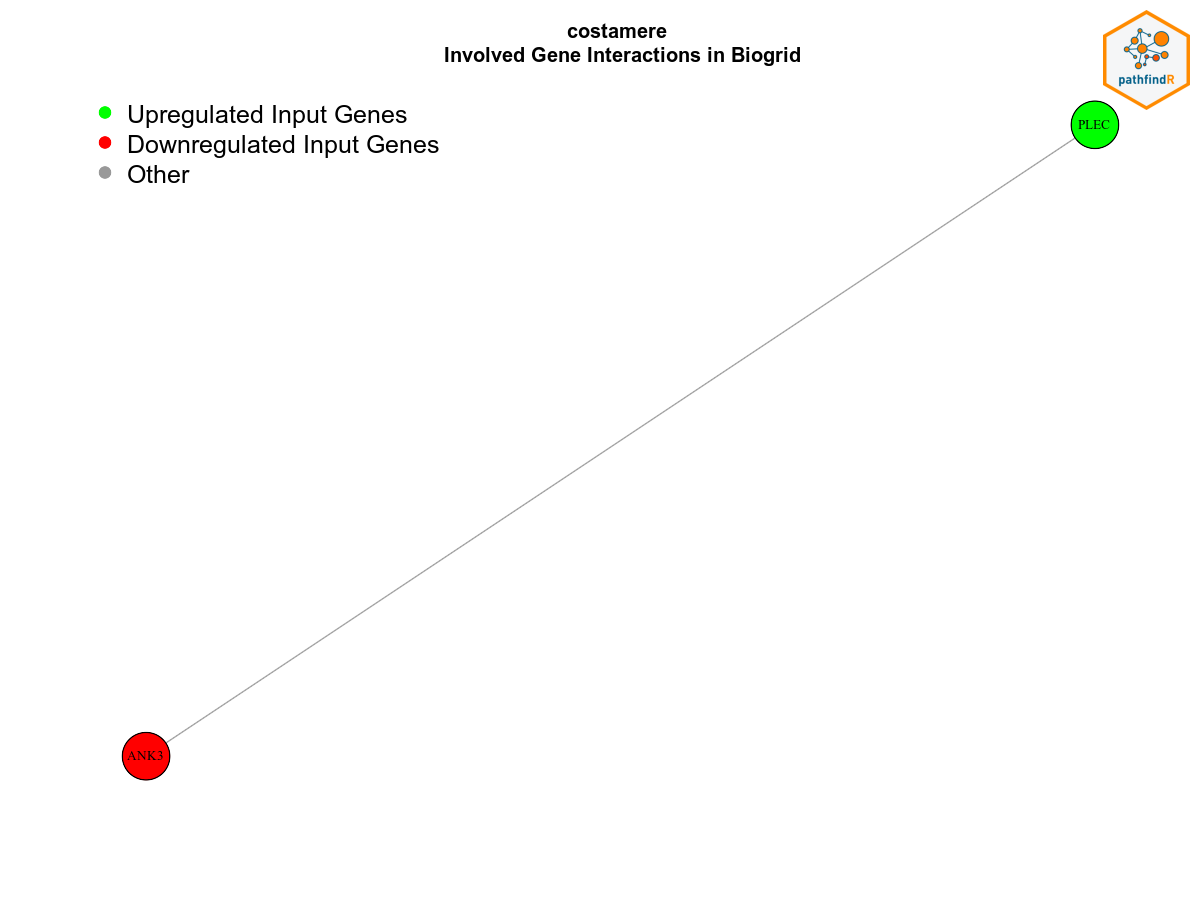 costamere
Involved Gene Interactions in Biogrid
pathfindR
Upregulated Input Genes
Downregulated Input Genes
Other
PLEC
ANK3